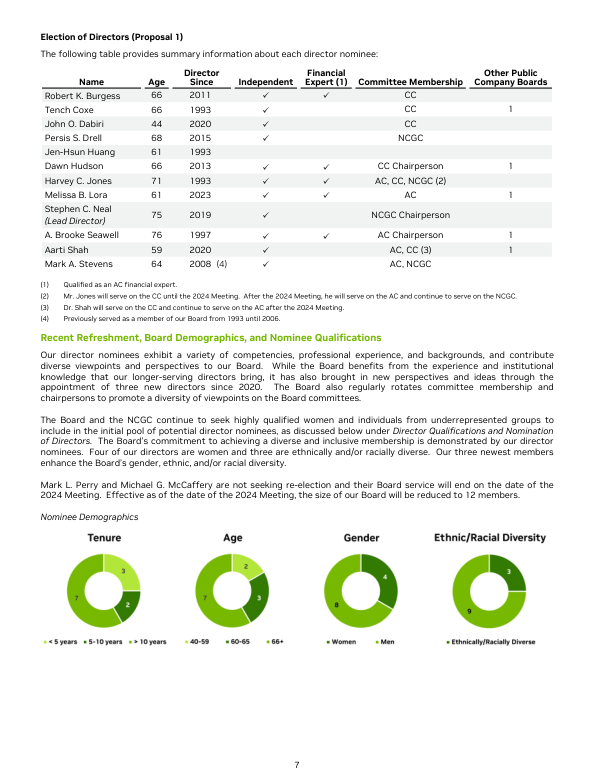 Election of Directors (Proposal 1)
The following table provides summary information about each director nominee:
Name Age Director Since Independent Financial Expert (1) Committee Membership Other Public Company Boards
Robert K. Burgess 66 2011 ✓ ✓ CC
Tench Coxe 66 1993 ✓ CC 1
John O. Dabiri 44 2020 ✓ CC
Persis S. Drell 68 2015 ✓ NCGC
Jen-Hsun Huang 61 1993
Dawn Hudson 66 2013 ✓ ✓ CC Chairperson 1
Harvey C. Jones 71 1993 ✓ ✓ AC, CC, NCGC (2)
Melissa B. Lora 61 2023 ✓ ✓ AC 1
Stephen C. Neal (Lead Director) 75 2019 ✓ NCGC Chairperson
A. Brooke Seawell 76 1997 ✓ ✓ AC Chairperson 1
Aarti Shah 59 2020 ✓ AC, CC (3) 1
Mark A. Stevens 64 2008 (4) ✓ AC, NCGC
(1) Qualified as an AC financial expert.
(2) Mr. Jones will serve on the CC until the 2024 Meeting. After the 2024 Meeting, he will serve on the AC and continue to serve on the NCGC.
(3) Dr. Shah will serve on the CC and continue to serve on the AC after the 2024 Meeting.
(4) Previously served as a member of our Board from 1993 until 2006.
Recent Refreshment, Board Demographics, and Nominee Qualifications
Our director nominees exhibit a variety of competencies, professional experience, and backgrounds, and contribute
diverse viewpoints and perspectives to our Board. While the Board benefits from the experience and institutional
knowledge that our longer-serving directors bring, it has also brought in new perspectives and ideas through the
appointment of three new directors since 2020. The Board also regularly rotates committee membership and
chairpersons to promote a diversity of viewpoints on the Board committees.
The Board and the NCGC continue to seek highly qualified women and individuals from underrepresented groups to
include in the initial pool of potential director nominees, as discussed below under Director Qualifications and Nomination
of Directors. The Board's commitment to achieving a diverse and inclusive membership is demonstrated by our director
nominees. Four of our directors are women and three are ethnically and/or racially diverse. Our three newest members
enhance the Board's gender, ethnic, and/or racial diversity.
Mark L. Perry and Michael G. McCaffery are not seeking re-election and their Board service will end on the date of the
2024 Meeting. Effective as of the date of the 2024 Meeting, the size of our Board will be reduced to 12 members.
Nominee Demographics
Tenure
3
2
7
< 5 years 5-10 years > 10 years
Age
2
3
7
40-59 60-65 66+
Gender
4
8
Women Men
Ethnic/Racial Diversity
3
9
Ethnically/Racially Diverse
7